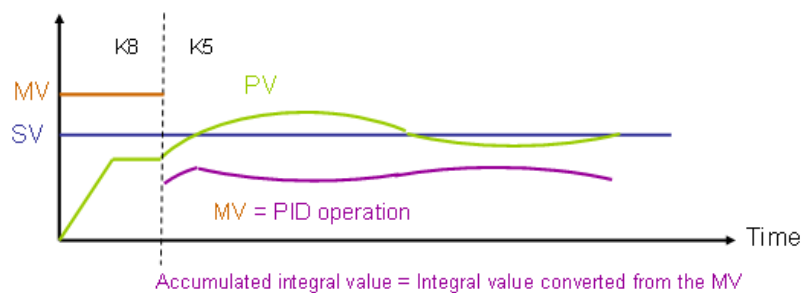 K8 K5
PV
MV
SV
MV = PID operation
Time
Accumulated integral value = Integral value converted from the MV